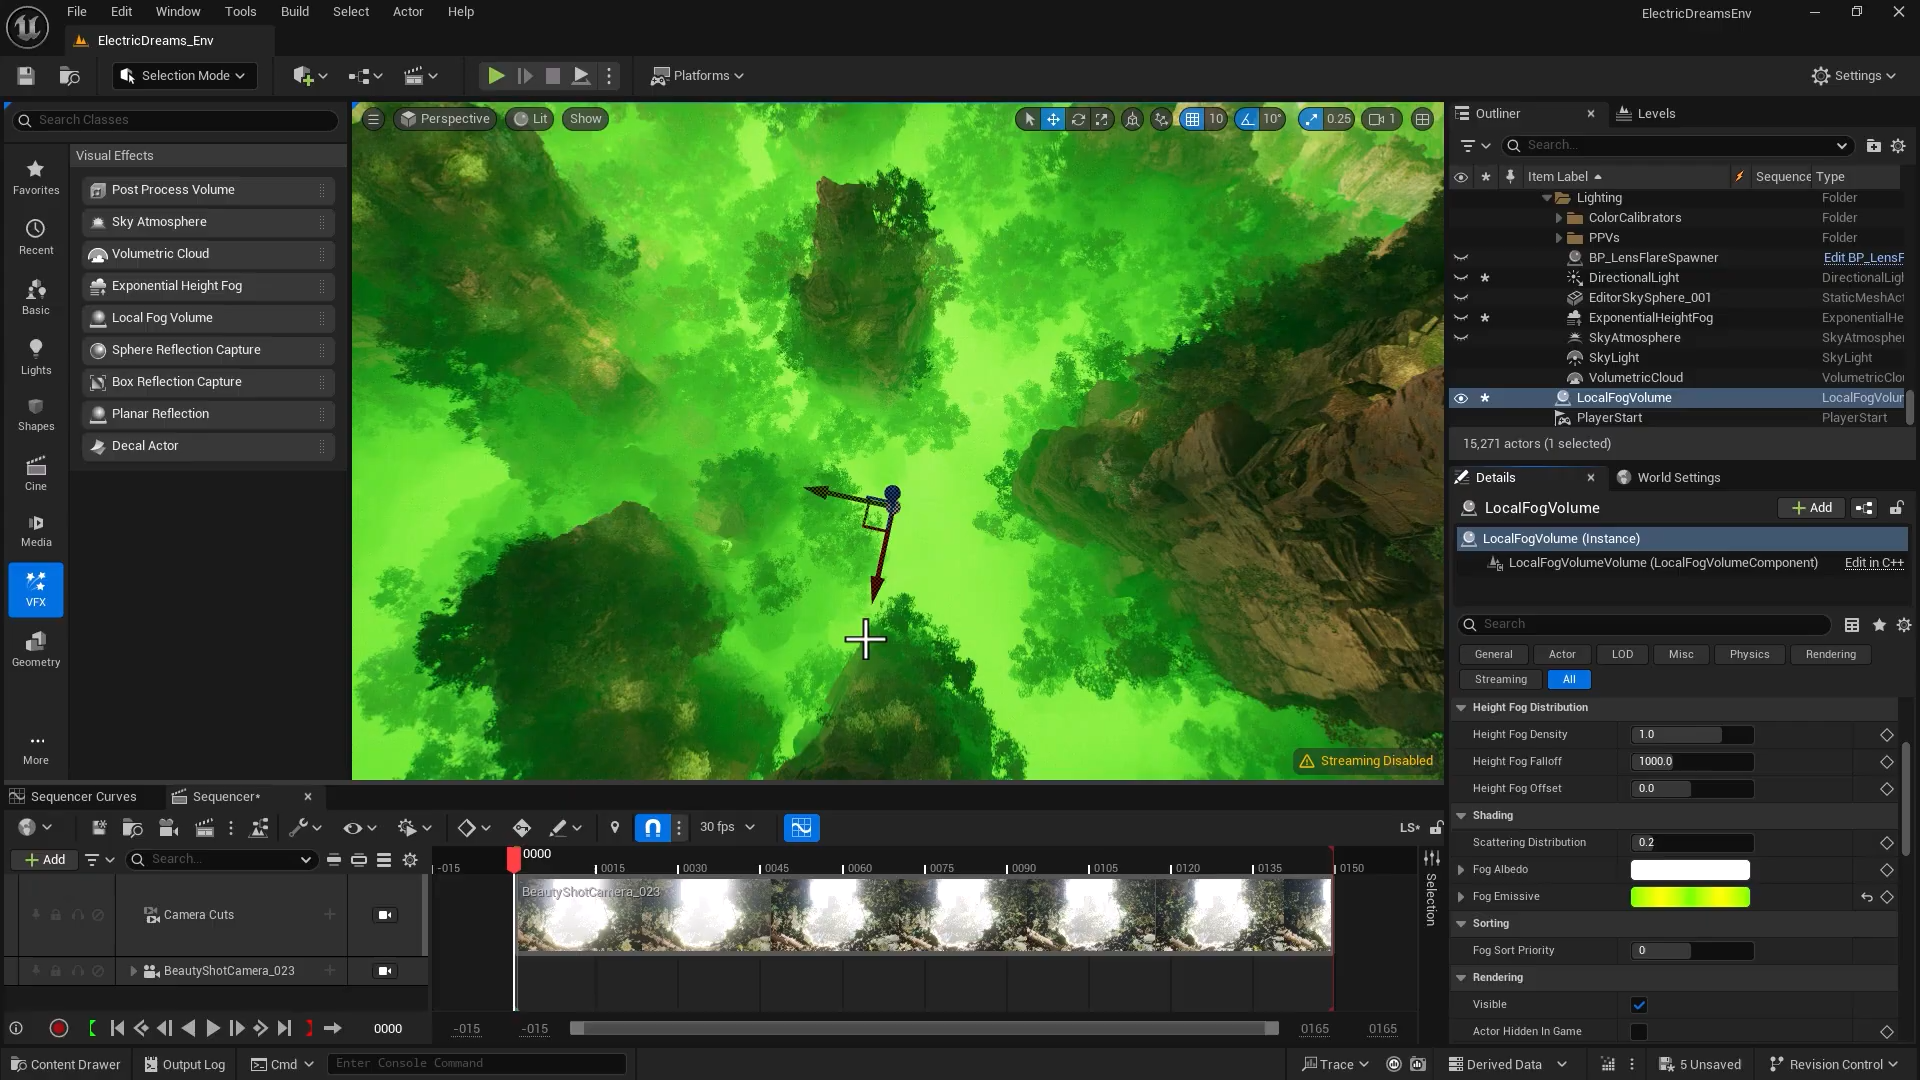 File Edit Window Tools Build Select Actor Help
ElectricDreamsEnv
ElectricDreams_Env
Selection Mode
Platforms
Settings
Search Classes
Visual Effects
Favorites
Recent
Basic
Lights
Shapes
Cine
Media
VFX
Geometry
More
Post Process Volume
Sky Atmosphere
Volumetric Cloud
Exponential Height Fog
Local Fog Volume
Sphere Reflection Capture
Box Reflection Capture
Planar Reflection
Decal Actor
Perspective Lit Show
10 10° 0.25 1
Streaming Disabled
Outliner Levels
Search...
Item Label Sequence Type
Lighting Folder
ColorCalibrators Folder
PPVs Folder
BP_LensFlareSpawner Edit BP_LensF
DirectionalLight DirectionalLigh
EditorSkySphere_001 StaticMeshAct
ExponentialHeightFog ExponentialHe
SkyAtmosphere SkyAtmospher
SkyLight SkyLight
VolumetricCloud VolumetricClou
LocalFogVolume LocalFogVolum
PlayerStart PlayerStart
15,271 actors (1 selected)
Details World Settings
LocalFogVolume Add
LocalFogVolume (Instance)
LocalFogVolumeVolume (LocalFogVolumeComponent) Edit in C++
Search
General Actor LOD Misc Physics Rendering
Streaming All
Height Fog Distribution
Height Fog Density 1.0
Height Fog Falloff 1000.0
Height Fog Offset 0.0
Shading
Scattering Distribution 0.2
Fog Albedo
Fog Emissive
Sorting
Fog Sort Priority 0
Rendering
Visible
Actor Hidden In Game
Sequencer Curves Sequencer*
30 fps LS*
Add Search...
0000
-015 0015 0030 0045 0060 0075 0090 0105 0120 0135 0150
Camera Cuts
BeautyShotCamera_023
BeautyShotCamera_023
Selection
0000 -015 -015 0165 0165
Content Drawer Output Log Cmd Enter Console Command Trace Derived Data 5 Unsaved Revision Control